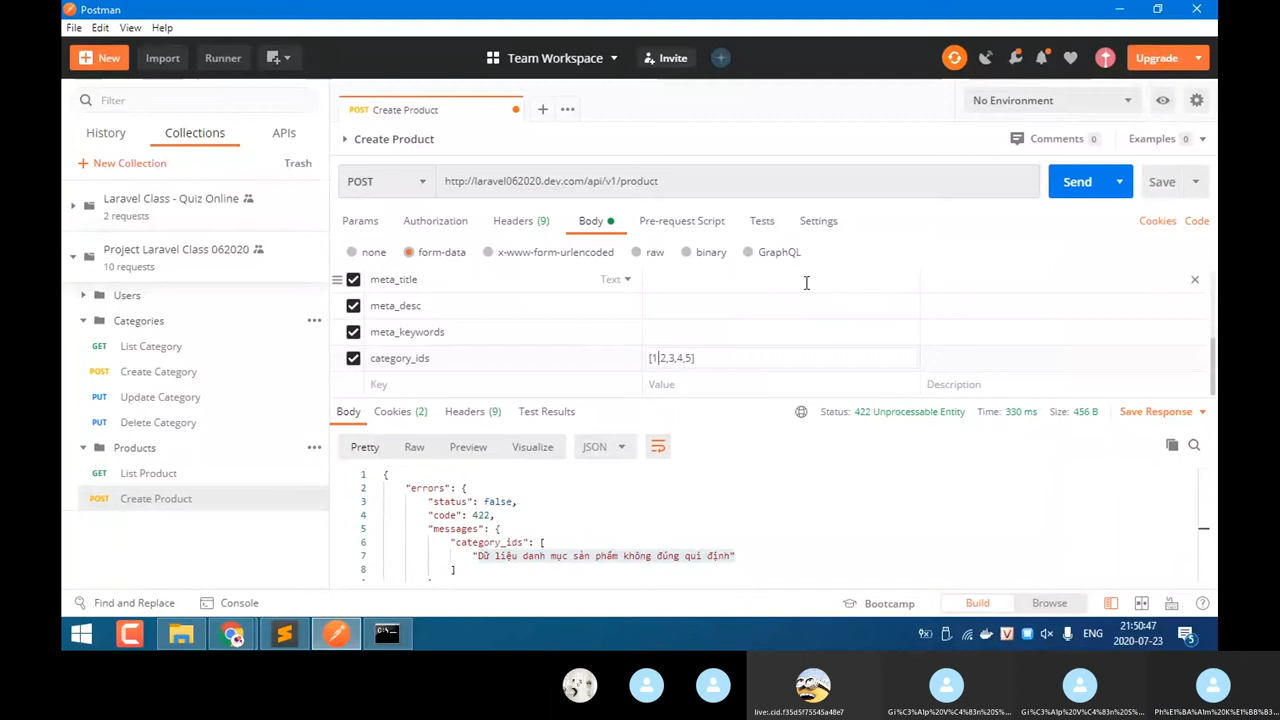 Postman
File Edit View Help
New Import Runner Team Workspace Invite Upgrade
Filter
History Collections APIs
New Collection Trash
Laravel Class - Quiz Online
2 requests
Project Laravel Class 062020
10 requests
Users
Categories
GET List Category
POST Create Category
PUT Update Category
PUT Delete Category
Products
GET List Product
POST Create Product
POST Create Product
No Environment
Create Product
Comments 0 Examples 0
POST http://laravel062020.dev.com/api/v1/product Send Save
Params Authorization Headers (9) Body Pre-request Script Tests Settings Cookies Code
none form-data x-www-form-urlencoded raw binary GraphQL
meta_title Text
meta_desc
meta_keywords
category_ids [1,2,3,4,5]
Key Value Description
Body Cookies (2) Headers (9) Test Results Status: 422 Unprocessable Entity Time: 330 ms Size: 456 B Save Response
Pretty Raw Preview Visualize JSON
1 {
2 "errors": {
3 "status": false,
4 "code": 422,
5 "messages": {
6 "category_ids": [
7 "Dữ liệu danh mục sản phẩm không đúng qui định"
8 ]
Find and Replace Console Bootcamp Build Browse
ENG 21:50:47
2020-07-23
5
live:.cid.f35d5f75545a48e7